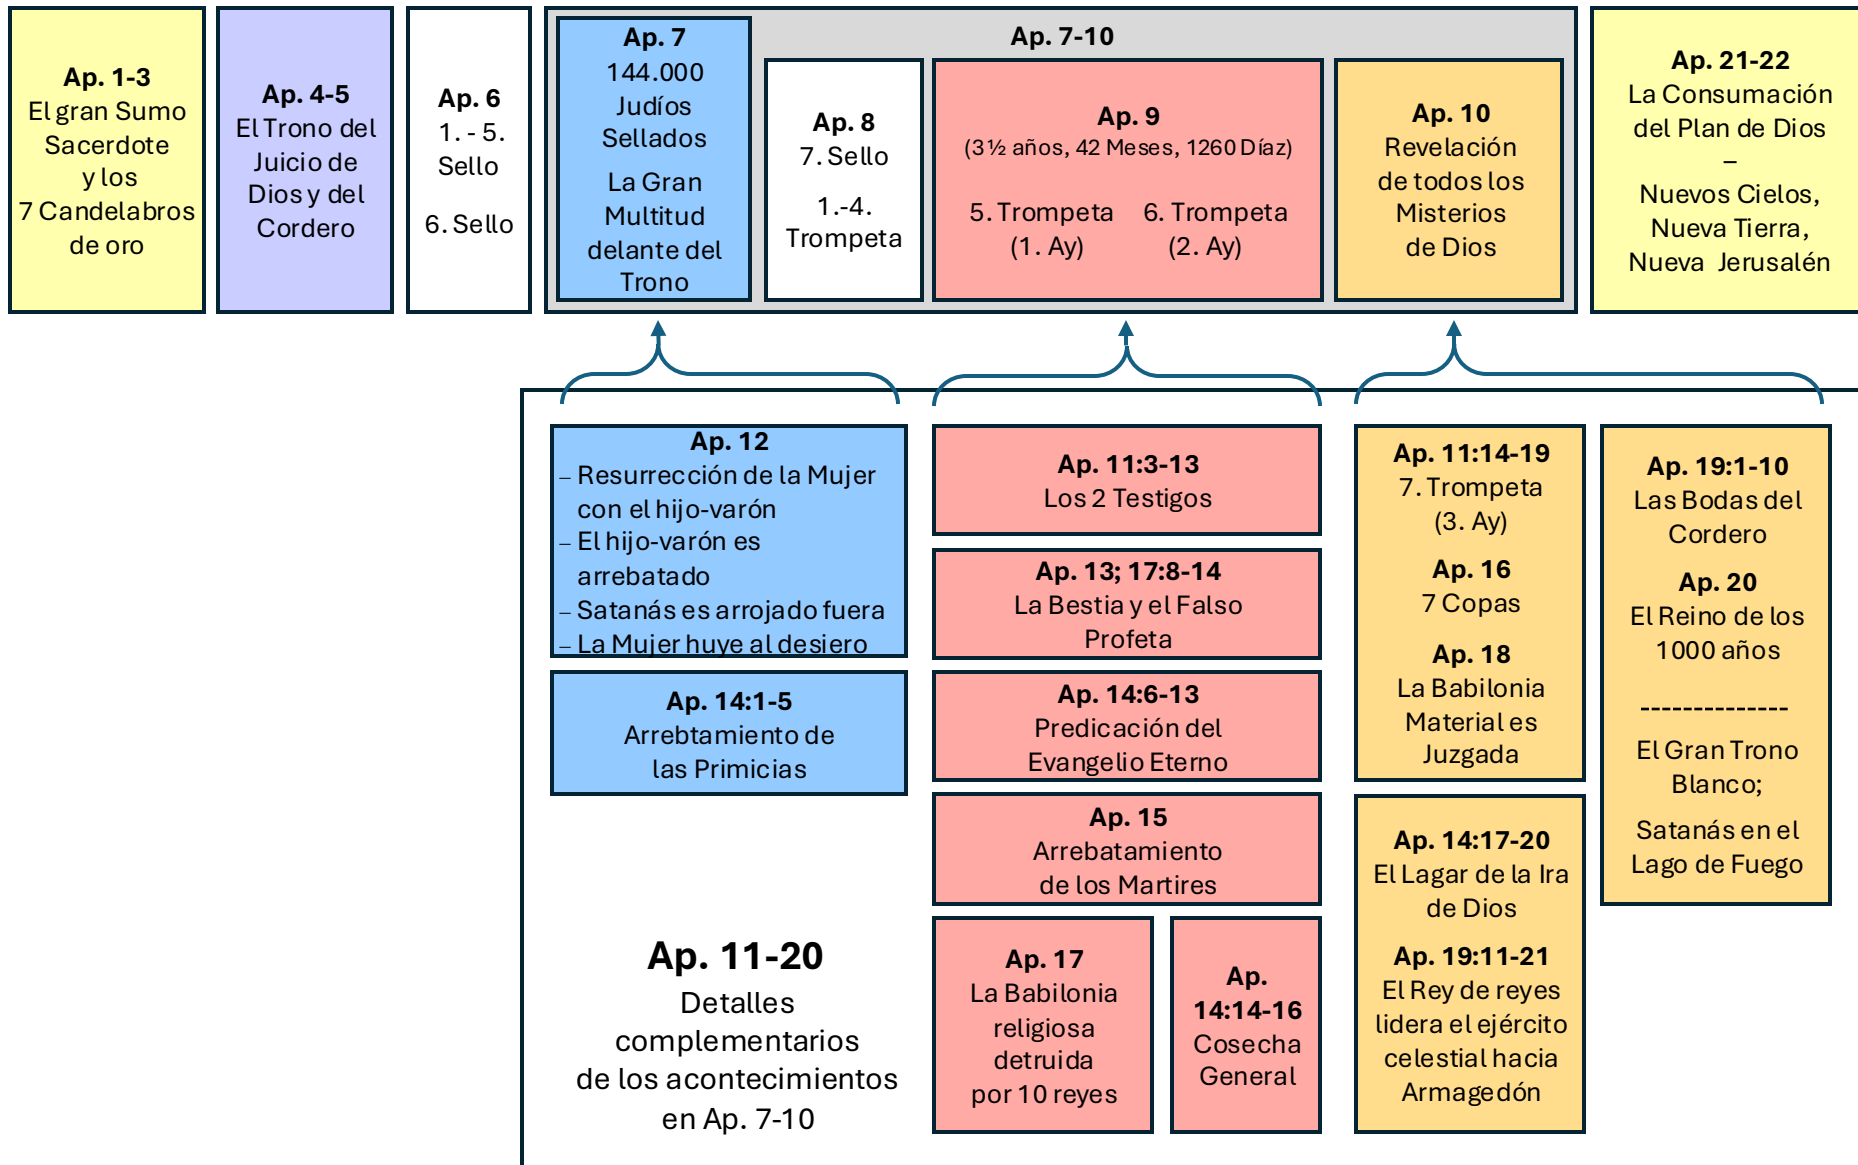 Ap. 1-3
El gran Sumo
Sacerdote
y los
7 Candelabros
de oro
Ap. 4-5
El Trono del
Juicio de
Dios y del
Cordero
Ap. 6
1. - 5.
Sello
6. Sello
Ap. 7-10
Ap. 7
144.000
Judíos
Sellados
La Gran
Multitud
delante del
Trono
Ap. 8
7. Sello
1.-4.
Trompeta
Ap. 9
(3 ½ años, 42 Meses, 1260 Díaz)
5. Trompeta
(1. Ay)
6. Trompeta
(2. Ay)
Ap. 10
Revelación
de todos los
Misterios
de Dios
Ap. 21-22
La Consumación
del Plan de Dios
–
Nuevos Cielos,
Nueva Tierra,
Nueva Jerusalén
Ap. 12
– Resurrección de la Mujer
con el hijo-varón
– El hijo-varón es
arrebatado
– Satanás es arrojado fuera
– La Mujer huye al desiero
Ap. 14:1-5
Arrebtamiento de
las Primicias
Ap. 11-20
Detalles
complementarios
de los acontecimientos
en Ap. 7-10
Ap. 11:3-13
Los 2 Testigos
Ap. 13; 17:8-14
La Bestia y el Falso
Profeta
Ap. 14:6-13
Predicación del
Evangelio Eterno
Ap. 15
Arrebatamiento
de los Martires
Ap. 17
La Babilonia
religiosa
detruida
por 10 reyes
Ap.
14:14-16
Cosecha
General
Ap. 11:14-19
7. Trompeta
(3. Ay)
Ap. 16
7 Copas
Ap. 18
La Babilonia
Material es
Juzgada
Ap. 14:17-20
El Lagar de la Ira
de Dios
Ap. 19:11-21
El Rey de reyes
lidera el ejército
celestial hacia
Armagedón
Ap. 19:1-10
Las Bodas del
Cordero
Ap. 20
El Reino de los
1000 años
--------------
El Gran Trono
Blanco;
Satanás en el
Lago de Fuego